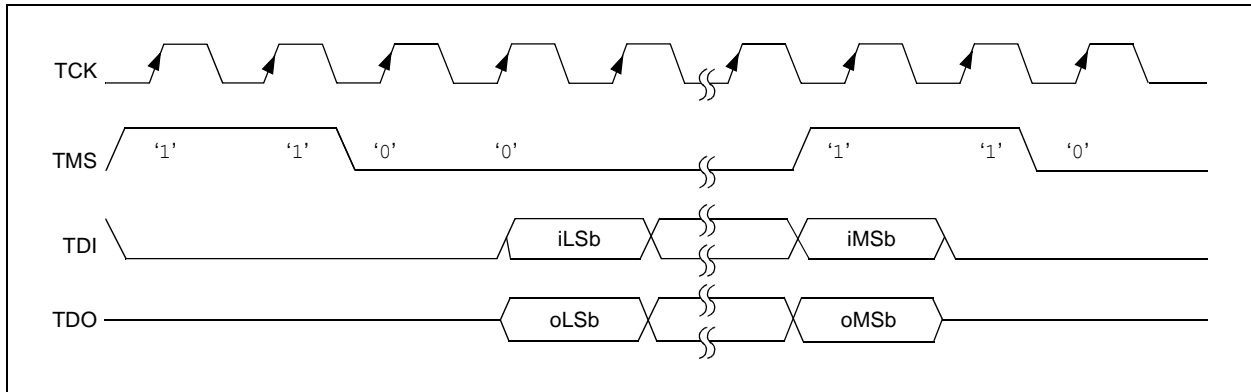 TCK
TMS ‘1’ ‘1’ ‘0’ ‘0’ ‘1’ ‘1’ ‘0’
TDI iLSb iMSb
TDO oLSb oMSb